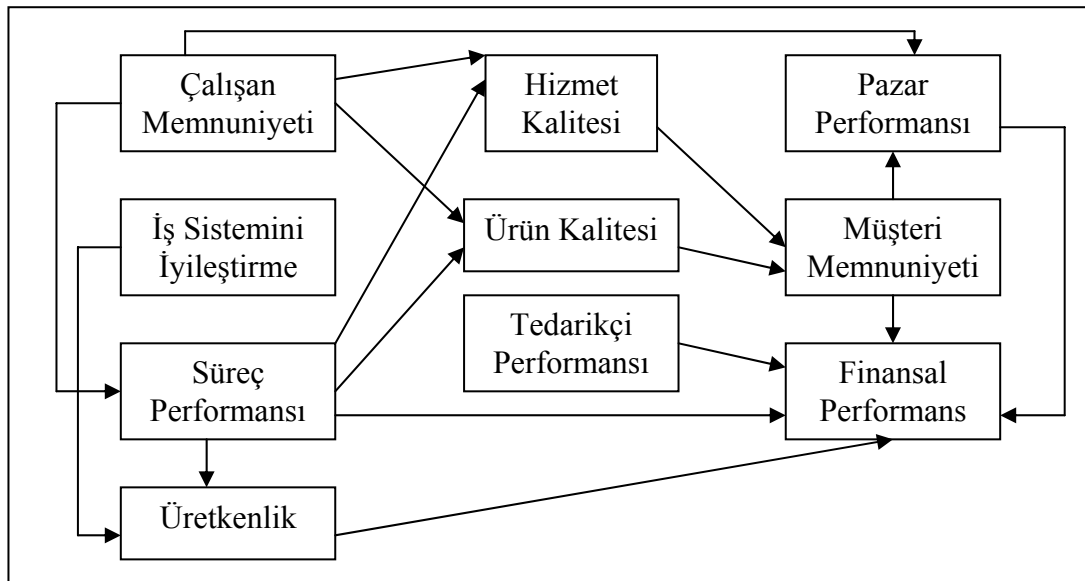 Çalışan
Memnuniyeti
Hizmet
Kalitesi
Pazar
Performansı
İş Sistemini
İyileştirme
Ürün Kalitesi
Müşteri
Memnuniyeti
Tedarikçi
Performansı
Süreç
Performansı
Finansal
Performans
Üretkenlik